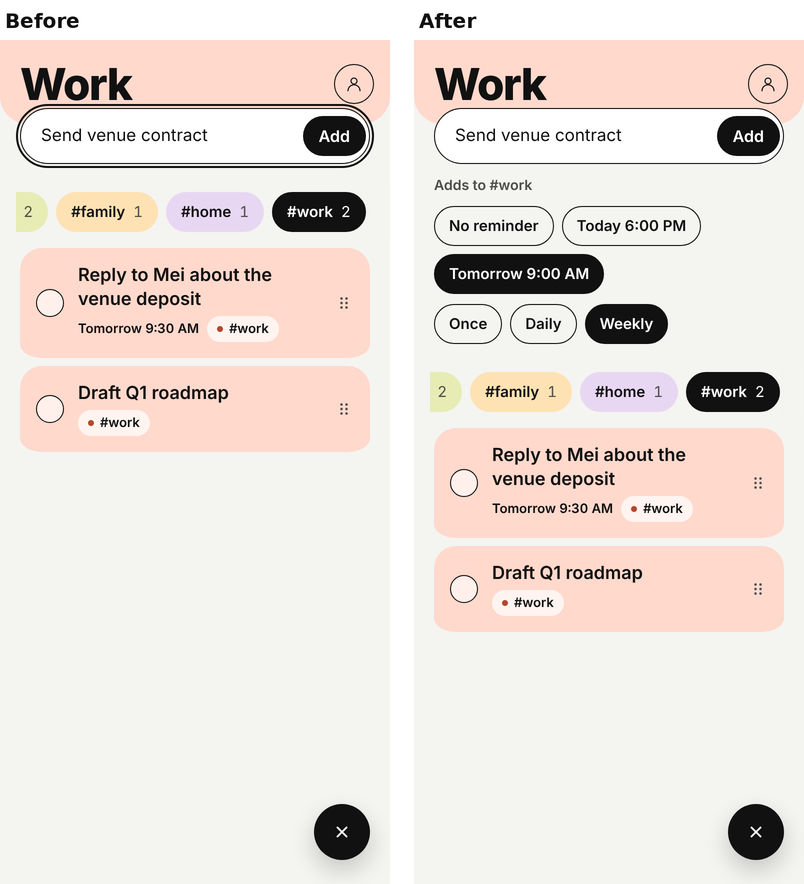 Before
Work
Send venue contract Add
2 #family 1 #home 1 #work 2
Reply to Mei about the
venue deposit
Tomorrow 9:30 AM #work
Draft Q1 roadmap
#work
After
Work
Send venue contract Add
Adds to #work
No reminder Today 6:00 PM
Tomorrow 9:00 AM
Once Daily Weekly
2 #family 1 #home 1 #work 2
Reply to Mei about the
venue deposit
Tomorrow 9:30 AM #work
Draft Q1 roadmap
#work